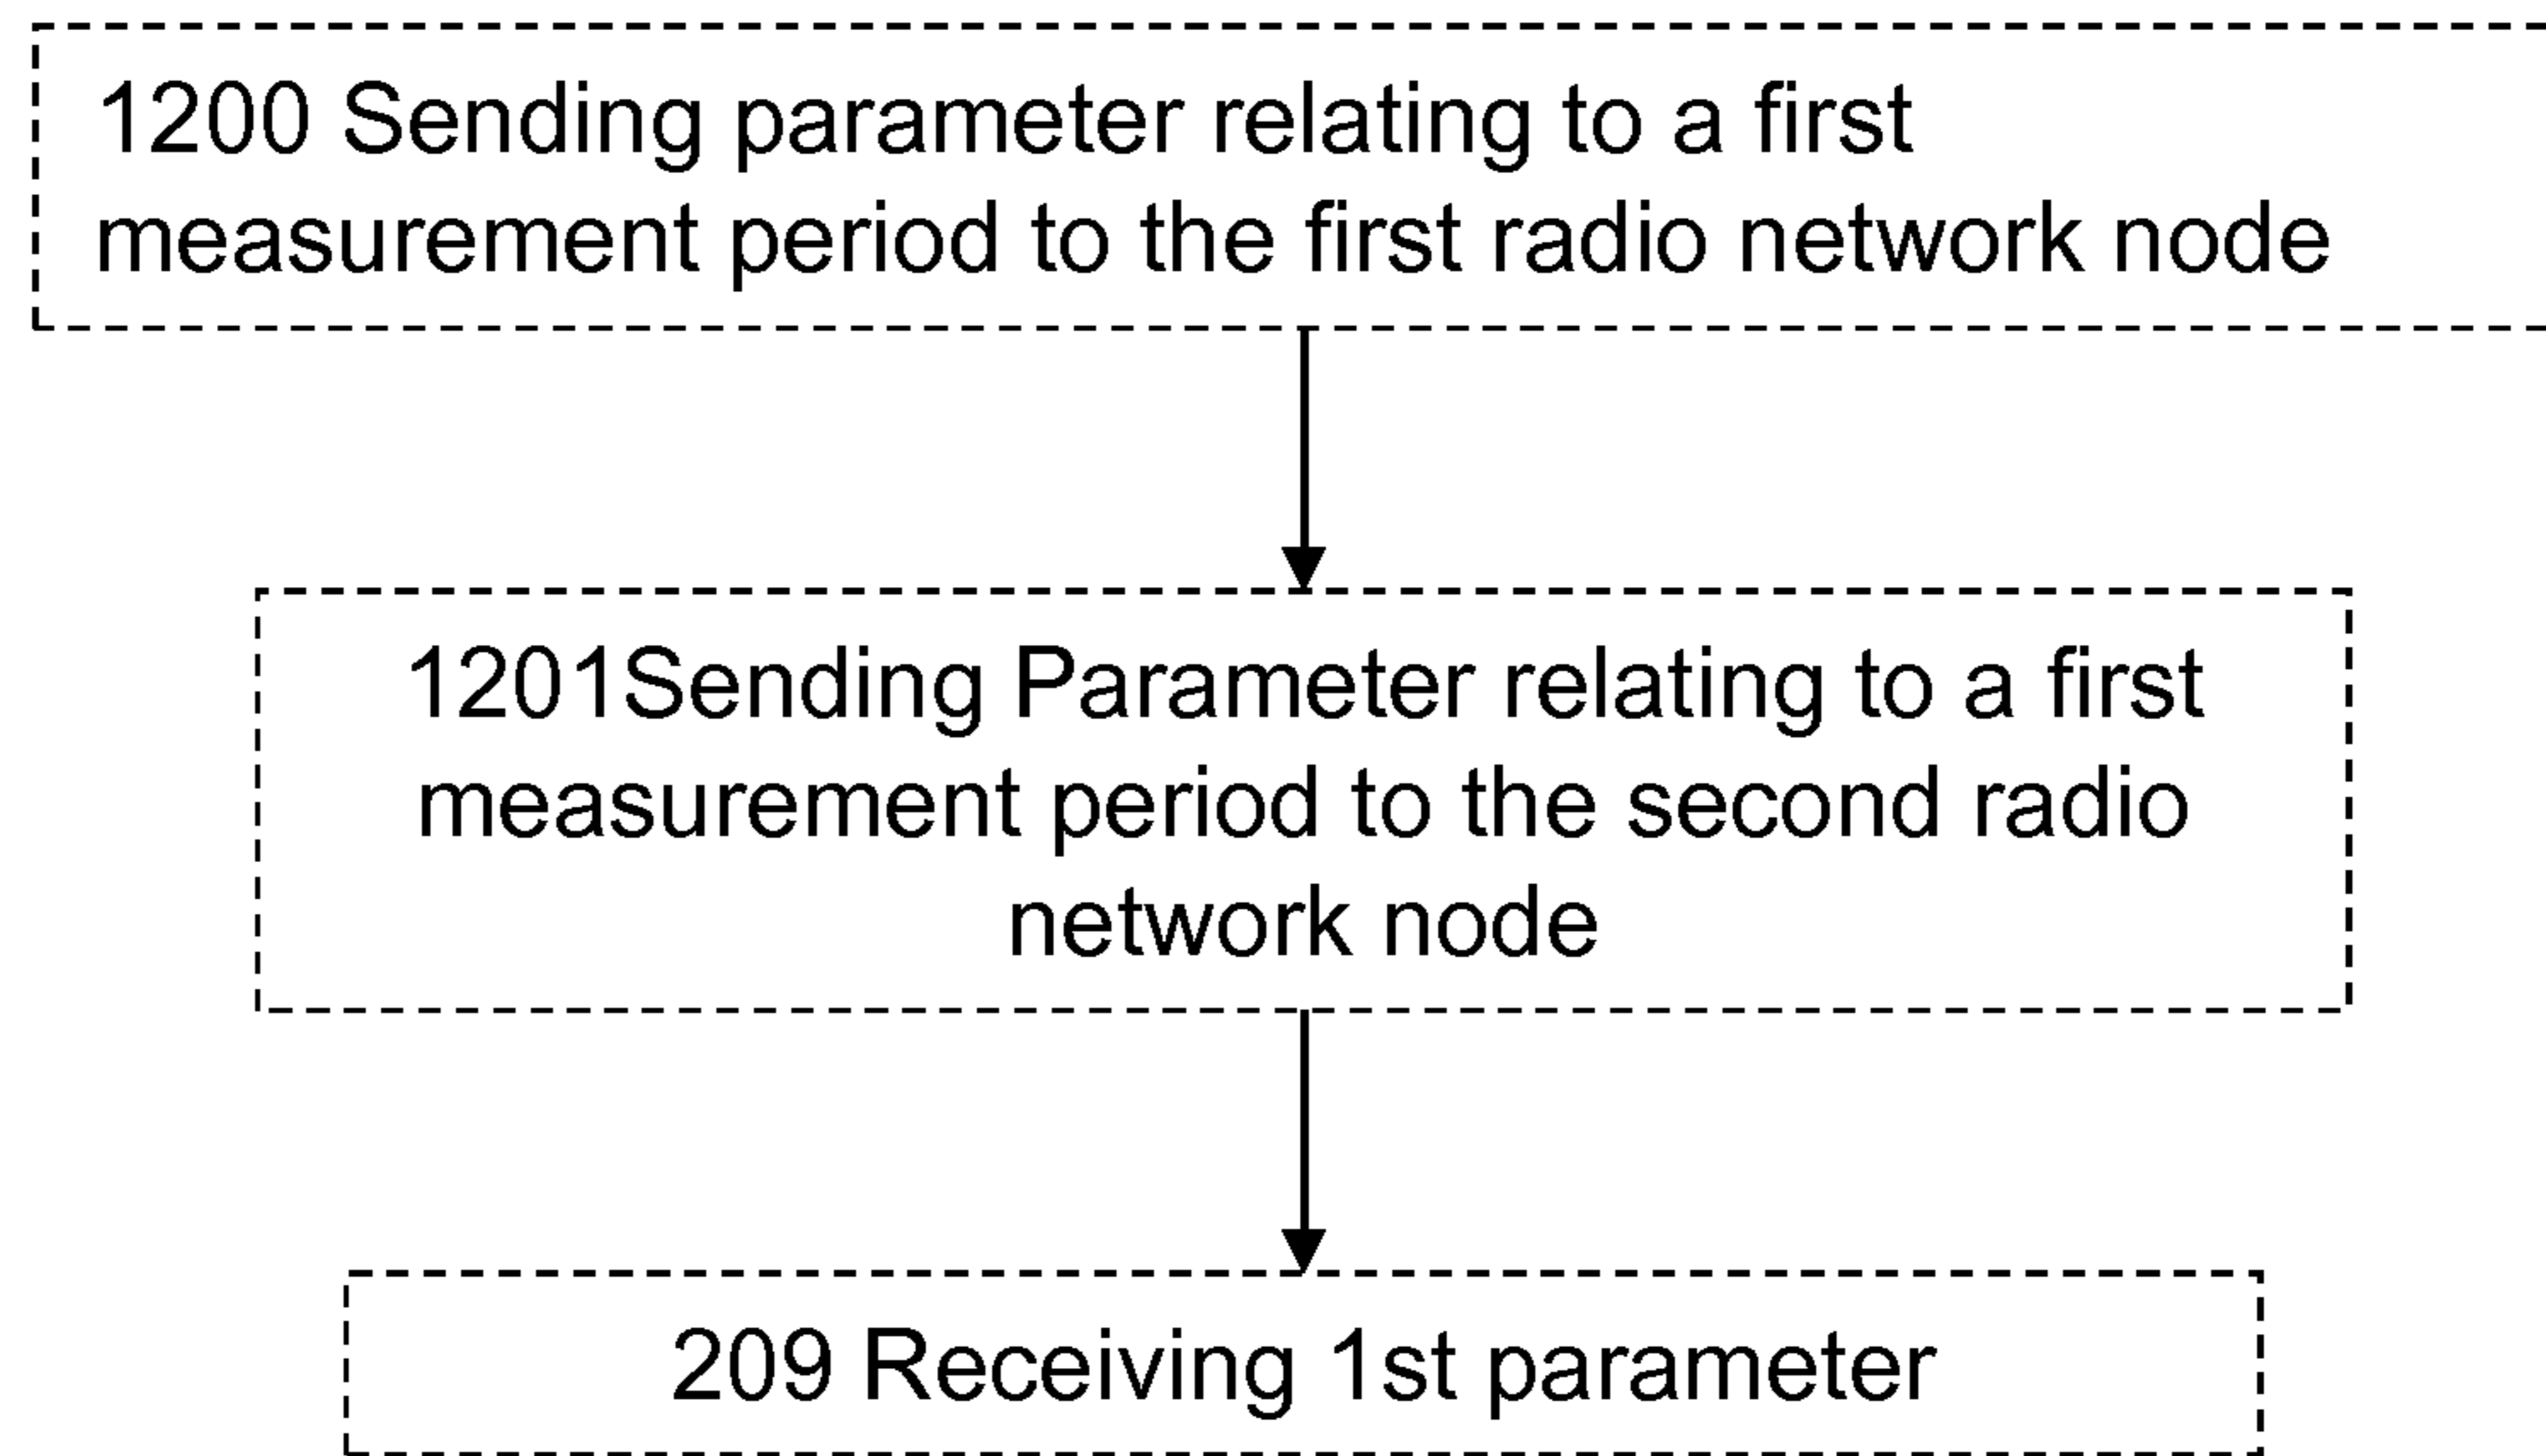 1200 Sending parameter relating to a first
measurement period to the first radio network node
1201Sending Parameter relating to a first
measurement period to the second radio
network node
209 Receiving 1st parameter